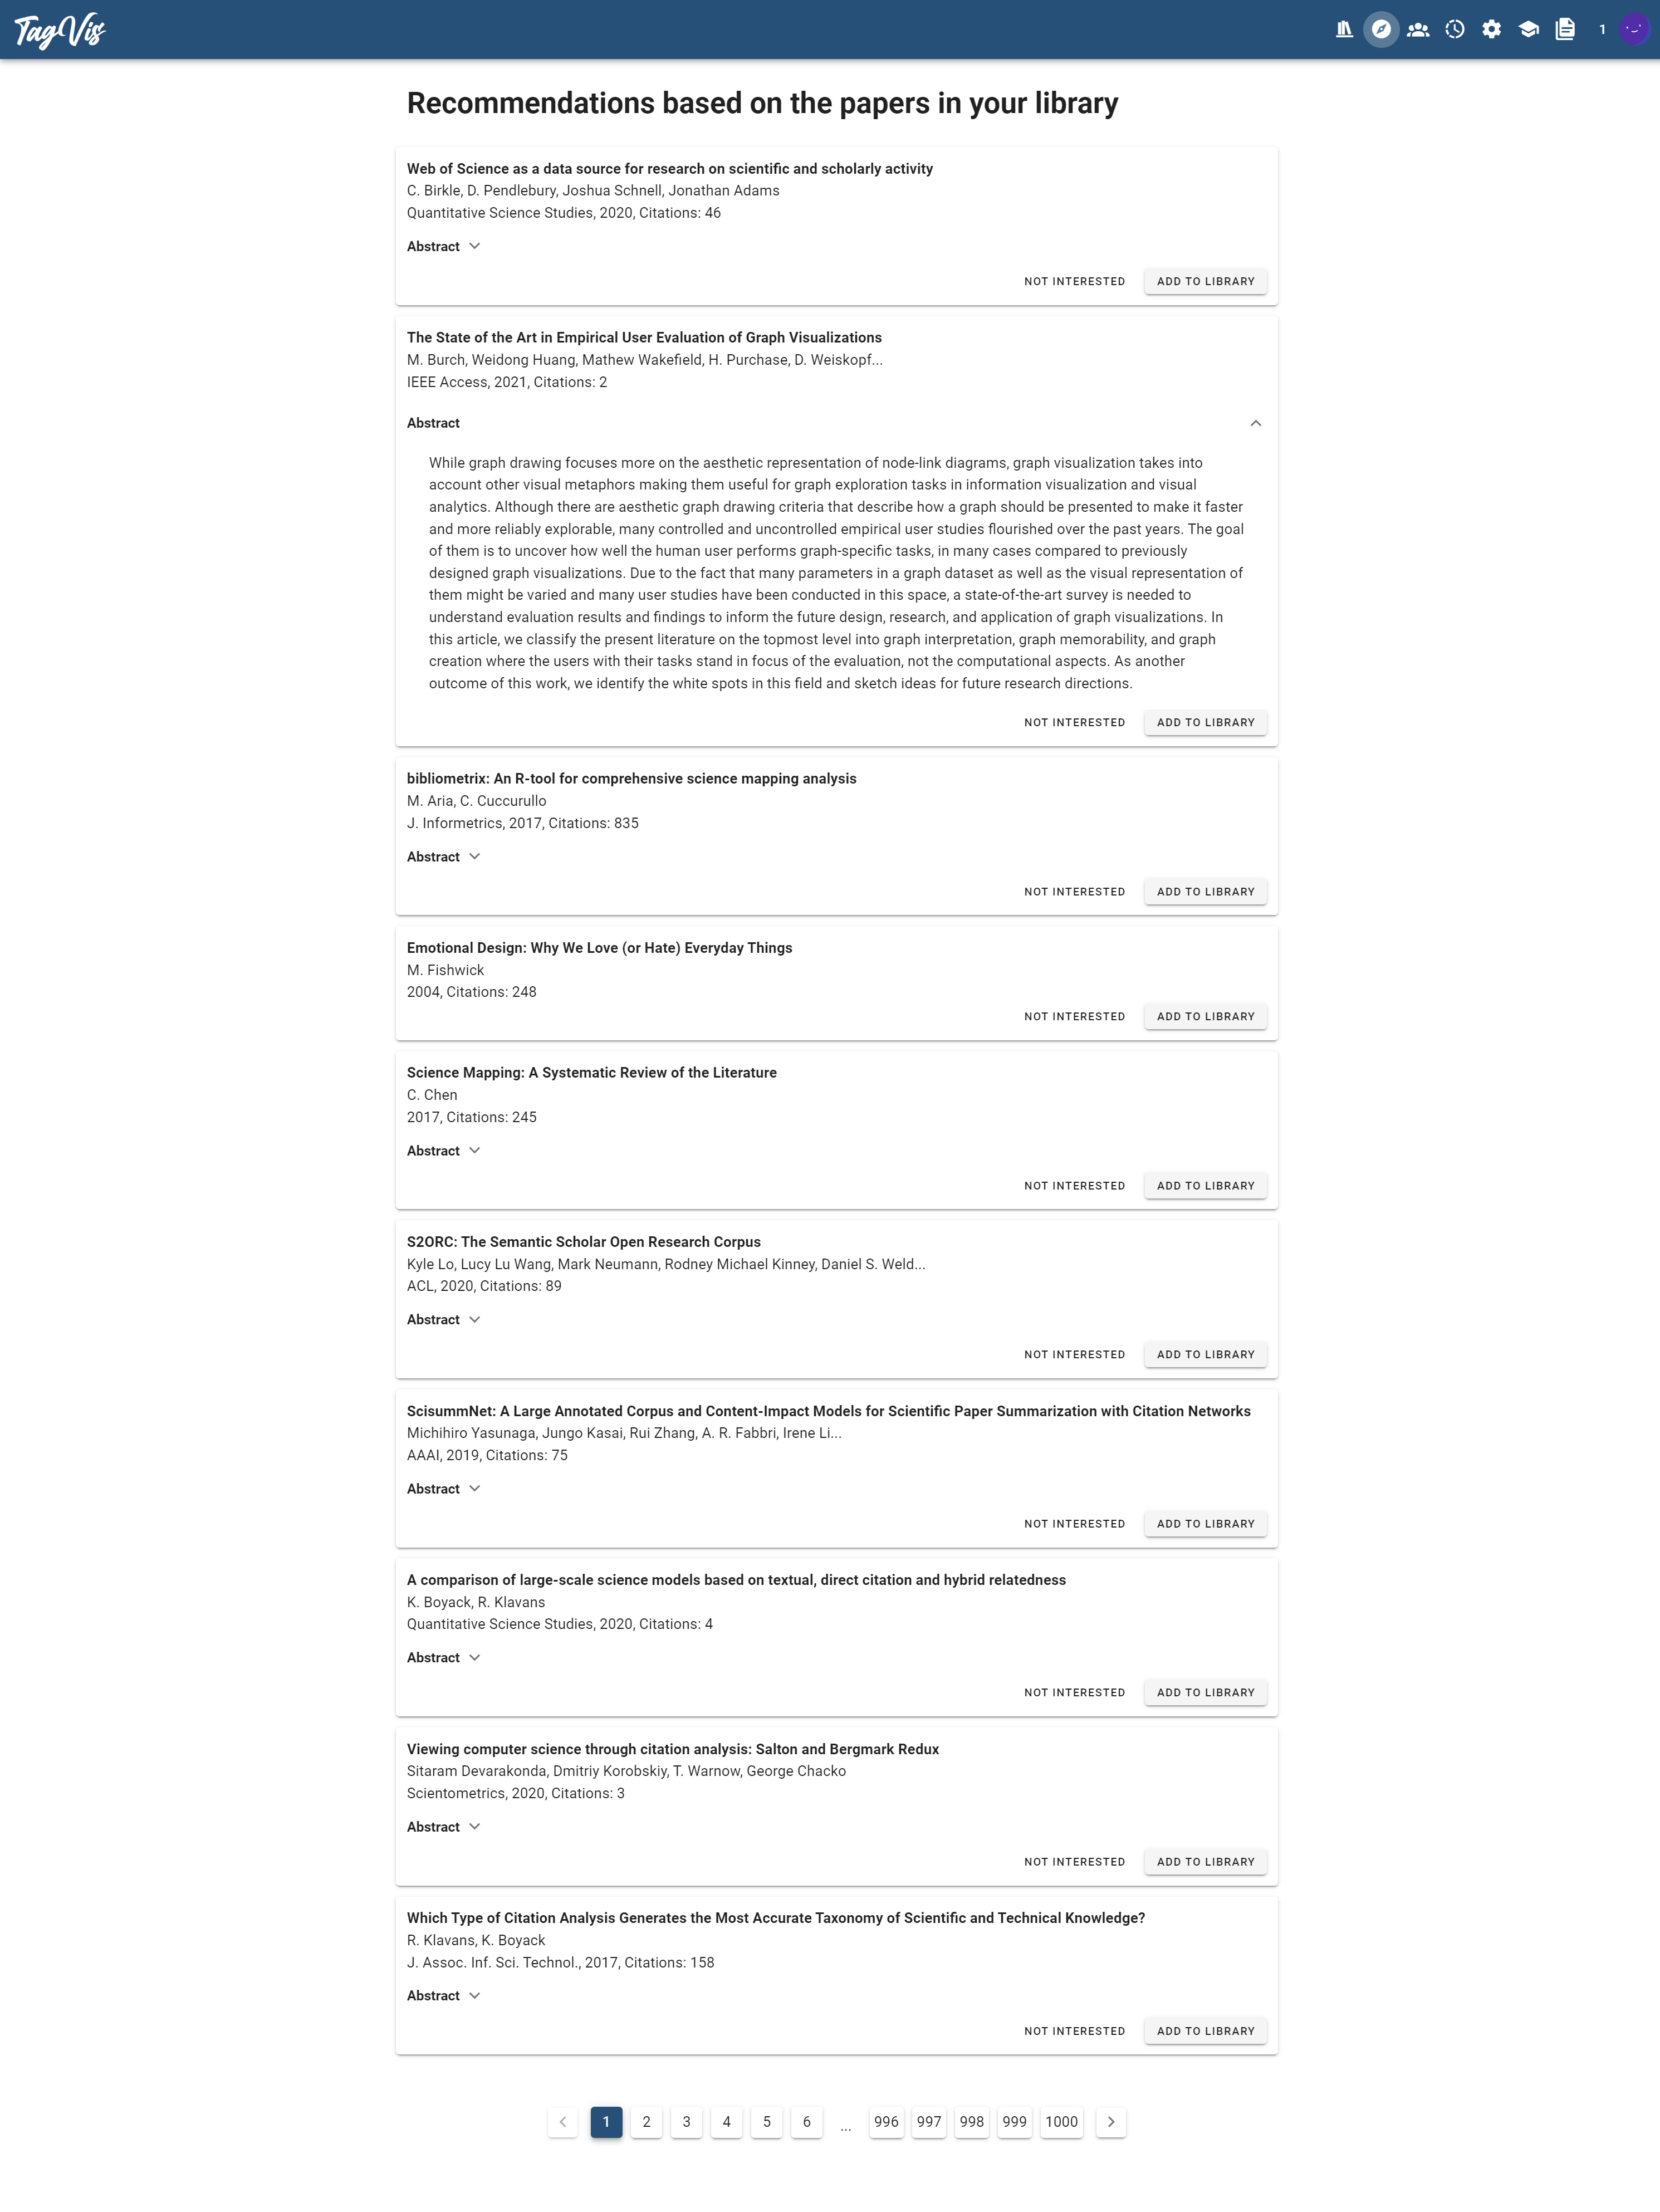 TagVis
1
Recommendations based on the papers in your library
Web of Science as a data source for research on scientific and scholarly activity
C. Birkle, D. Pendlebury, Joshua Schnell, Jonathan Adams
Quantitative Science Studies, 2020, Citations: 46
Abstract
NOT INTERESTED ADD TO LIBRARY
The State of the Art in Empirical User Evaluation of Graph Visualizations
M. Burch, Weidong Huang, Mathew Wakefield, H. Purchase, D. Weiskopf...
IEEE Access, 2021, Citations: 2
Abstract
While graph drawing focuses more on the aesthetic representation of node-link diagrams, graph visualization takes into
account other visual metaphors making them useful for graph exploration tasks in information visualization and visual
analytics. Although there are aesthetic graph drawing criteria that describe how a graph should be presented to make it faster
and more reliably explorable, many controlled and uncontrolled empirical user studies flourished over the past years. The goal
of them is to uncover how well the human user performs graph-specific tasks, in many cases compared to previously
designed graph visualizations. Due to the fact that many parameters in a graph dataset as well as the visual representation of
them might be varied and many user studies have been conducted in this space, a state-of-the-art survey is needed to
understand evaluation results and findings to inform the future design, research, and application of graph visualizations. In
this article, we classify the present literature on the topmost level into graph interpretation, graph memorability, and graph
creation where the users with their tasks stand in focus of the evaluation, not the computational aspects. As another
outcome of this work, we identify the white spots in this field and sketch ideas for future research directions.
NOT INTERESTED ADD TO LIBRARY
bibliometrix: An R-tool for comprehensive science mapping analysis
M. Aria, C. Cuccurullo
J. Informetrics, 2017, Citations: 835
Abstract
NOT INTERESTED ADD TO LIBRARY
Emotional Design: Why We Love (or Hate) Everyday Things
M. Fishwick
2004, Citations: 248
NOT INTERESTED ADD TO LIBRARY
Science Mapping: A Systematic Review of the Literature
C. Chen
2017, Citations: 245
Abstract
NOT INTERESTED ADD TO LIBRARY
S2ORC: The Semantic Scholar Open Research Corpus
Kyle Lo, Lucy Lu Wang, Mark Neumann, Rodney Michael Kinney, Daniel S. Weld...
ACL, 2020, Citations: 89
Abstract
NOT INTERESTED ADD TO LIBRARY
ScisummNet: A Large Annotated Corpus and Content-Impact Models for Scientific Paper Summarization with Citation Networks
Michihiro Yasunaga, Jungo Kasai, Rui Zhang, A. R. Fabbri, Irene Li...
AAAI, 2019, Citations: 75
Abstract
NOT INTERESTED ADD TO LIBRARY
A comparison of large-scale science models based on textual, direct citation and hybrid relatedness
K. Boyack, R. Klavans
Quantitative Science Studies, 2020, Citations: 4
Abstract
NOT INTERESTED ADD TO LIBRARY
Viewing computer science through citation analysis: Salton and Bergmark Redux
Sitaram Devarakonda, Dmitriy Korobskiy, T. Warnow, George Chacko
Scientometrics, 2020, Citations: 3
Abstract
NOT INTERESTED ADD TO LIBRARY
Which Type of Citation Analysis Generates the Most Accurate Taxonomy of Scientific and Technical Knowledge?
R. Klavans, K. Boyack
J. Assoc. Inf. Sci. Technol., 2017, Citations: 158
Abstract
NOT INTERESTED ADD TO LIBRARY
1 2 3 4 5 6 ... 996 997 998 999 1000